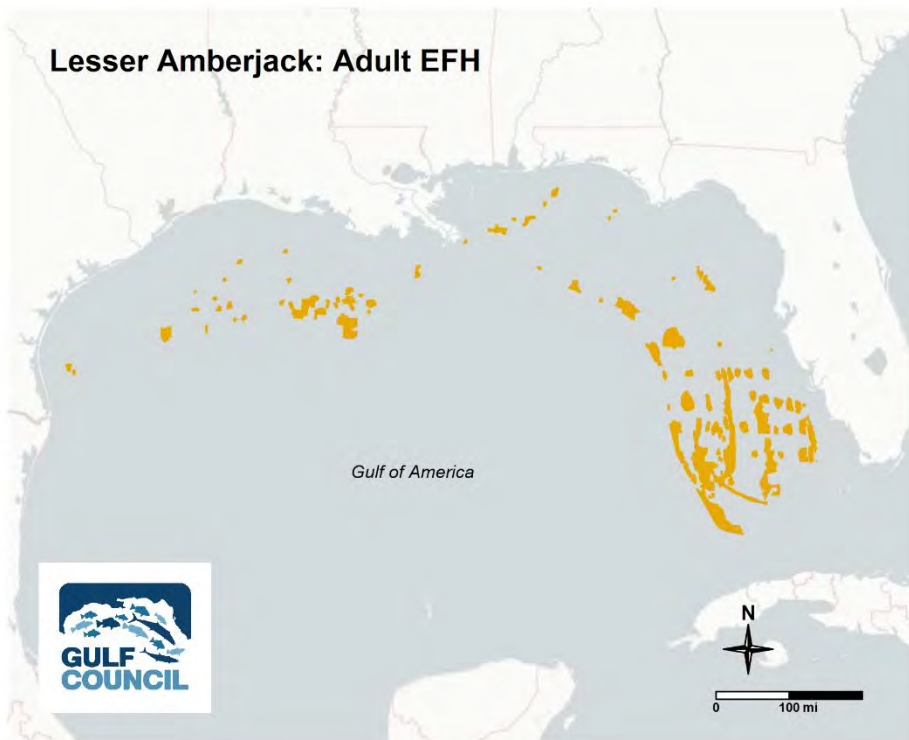 Lesser Amberjack: Adult EFH
Gulf of America
GULF
COUNCIL
N
0 100 mi